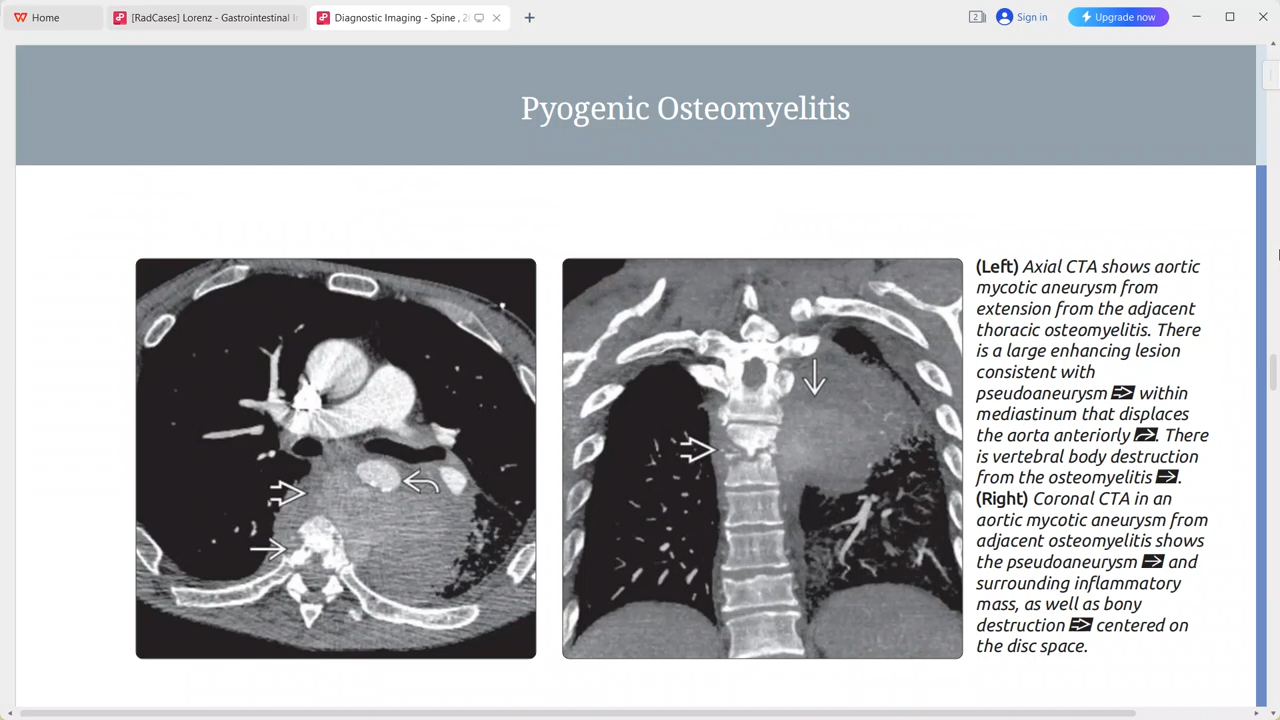 Home
[RadCases] Lorenz - Gastrointestinal
Diagnostic Imaging - Spine , 2
2
Sign in
Upgrade now
Pyogenic Osteomyelitis
(Left) Axial CTA shows aortic
mycotic aneurysm from
extension from the adjacent
thoracic osteomyelitis. There
is a large enhancing lesion
consistent with
pseudoaneurysm within
mediastinum that displaces
the aorta anteriorly . There
is vertebral body destruction
from the osteomyelitis .
(Right) Coronal CTA in an
aortic mycotic aneurysm from
adjacent osteomyelitis shows
the pseudoaneurysm and
surrounding inflammatory
mass, as well as bony
destruction centered on
the disc space.